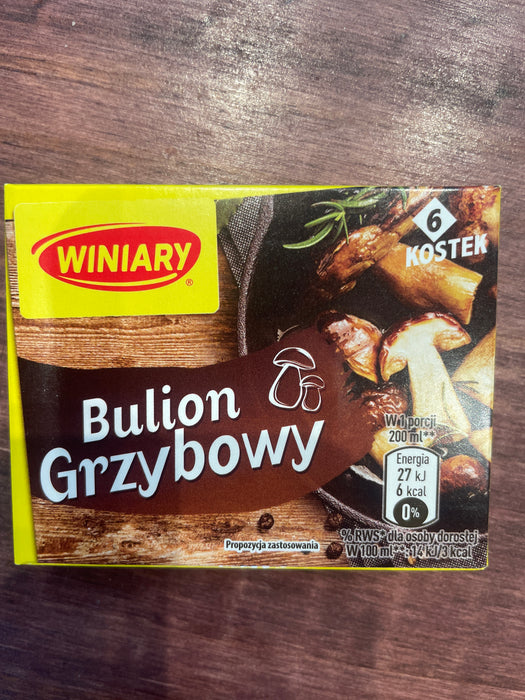 WINIARY
®
6
KOSTEK
Bulion
Grzybowy
W 1 porcji
200 ml**
Energia
27 kJ
6 kcal
0%
Propozycja zastosowania
% RWS* dla osoby dorosłej
W 100 ml**: 14 kJ/3 kcal